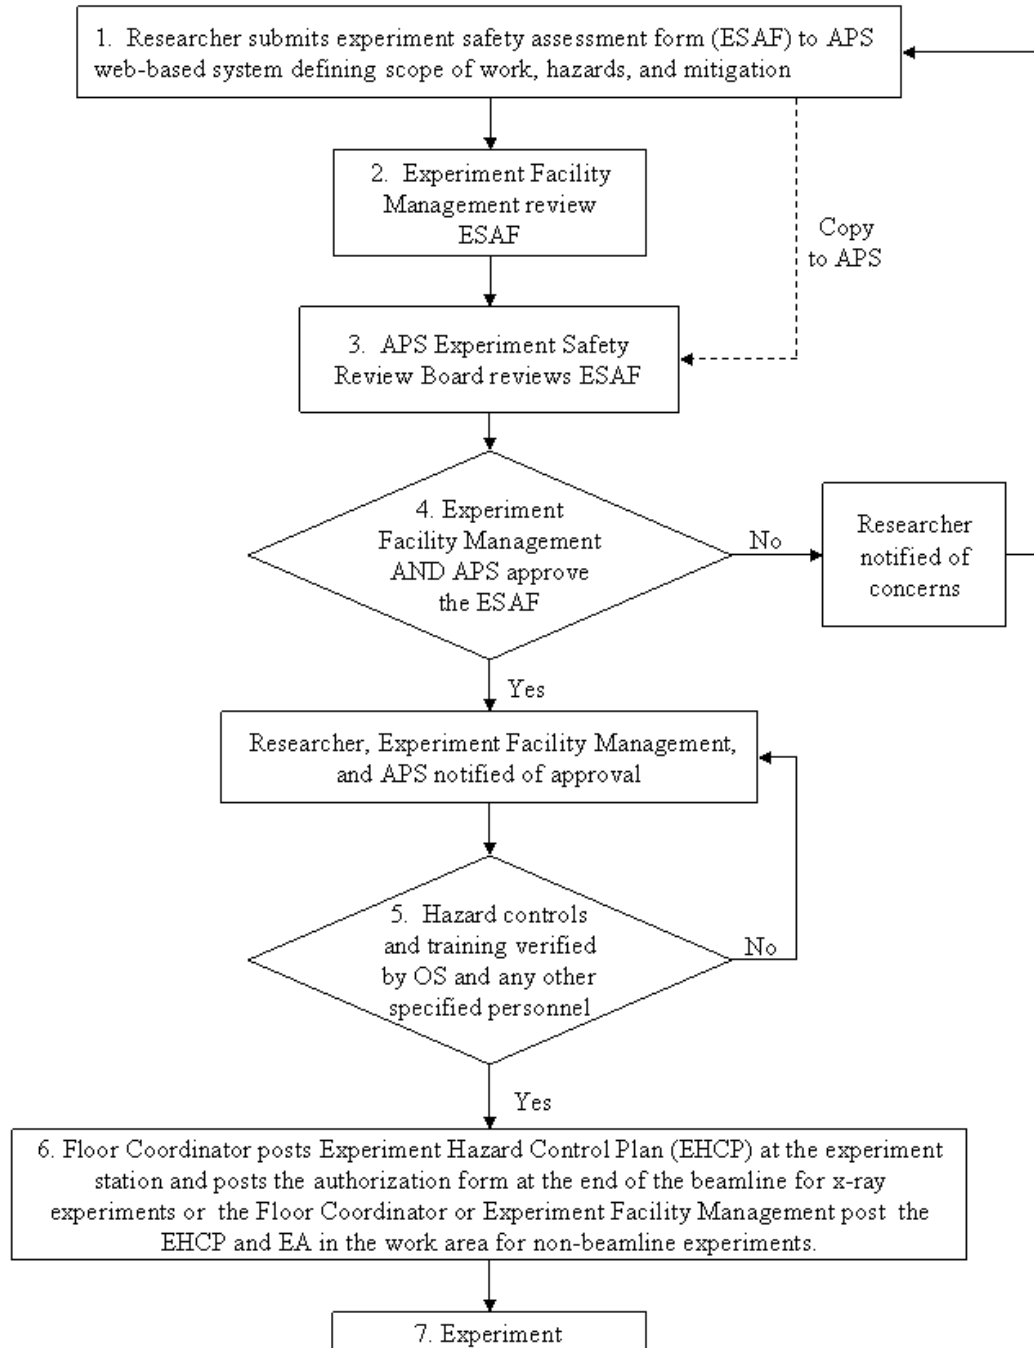 1. Researcher submits experiment safety assessment form (ESAF) to APS
web-based system defining scope of work, hazards, and mitigation
2. Experiment Facility
Management review
ESAF
Copy
to APS
3. APS Experiment Safety
Review Board reviews ESAF
4. Experiment
Facility Management
AND APS approve
the ESAF
No
Researcher
notified of
concerns
Yes
Researcher, Experiment Facility Management,
and APS notified of approval
5. Hazard controls
and training verified
by OS and any other
specified personnel
No
Yes
6. Floor Coordinator posts Experiment Hazard Control Plan (EHCP) at the experiment
station and posts the authorization form at the end of the beamline for x-ray
experiments or the Floor Coordinator or Experiment Facility Management post the
EHCP and EA in the work area for non-beamline experiments.
7. Experiment